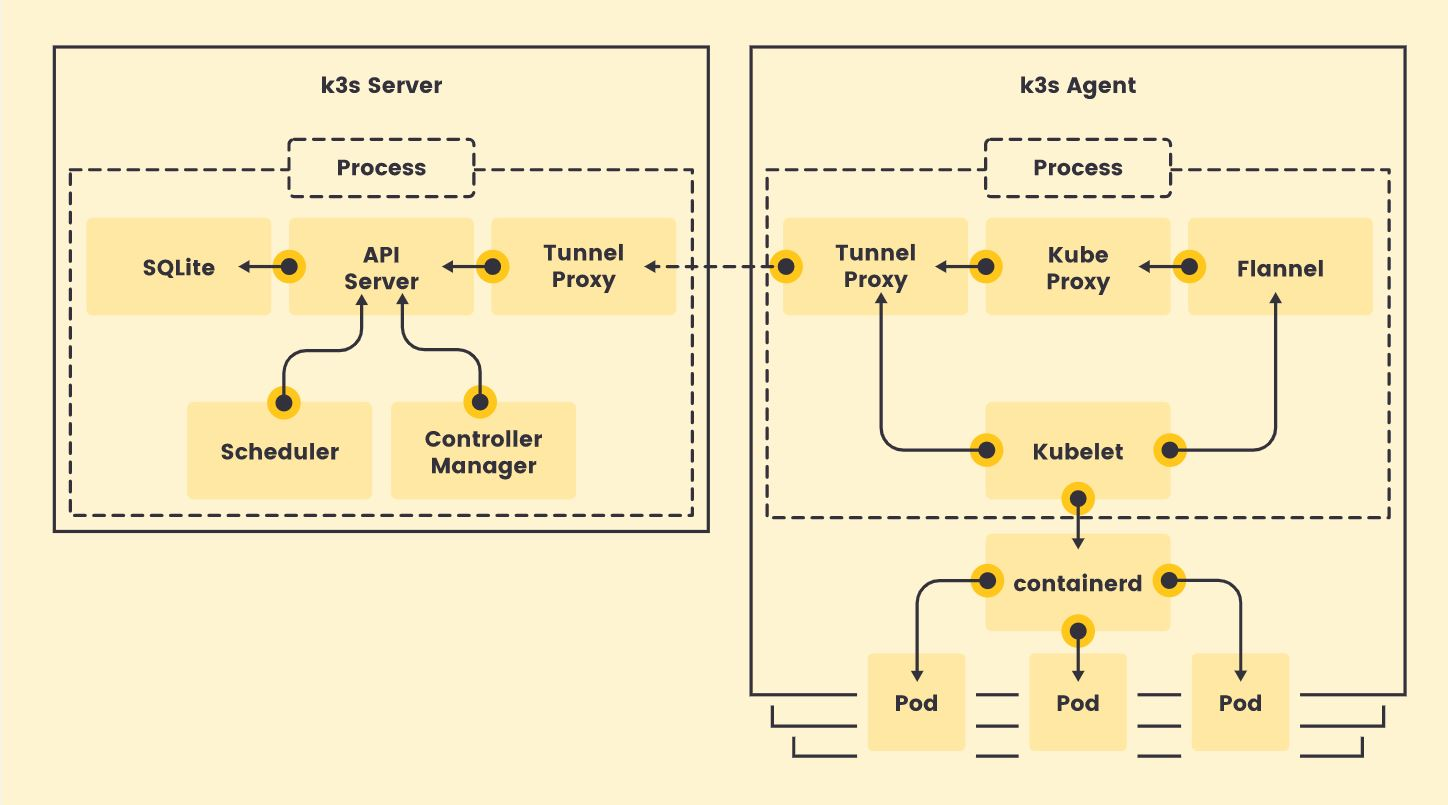 k3s Server
Process
SQLite
API
Server
Tunnel
Proxy
Scheduler
Controller
Manager
k3s Agent
Process
Tunnel
Proxy
Kube
Proxy
Flannel
Kubelet
containerd
Pod
Pod
Pod